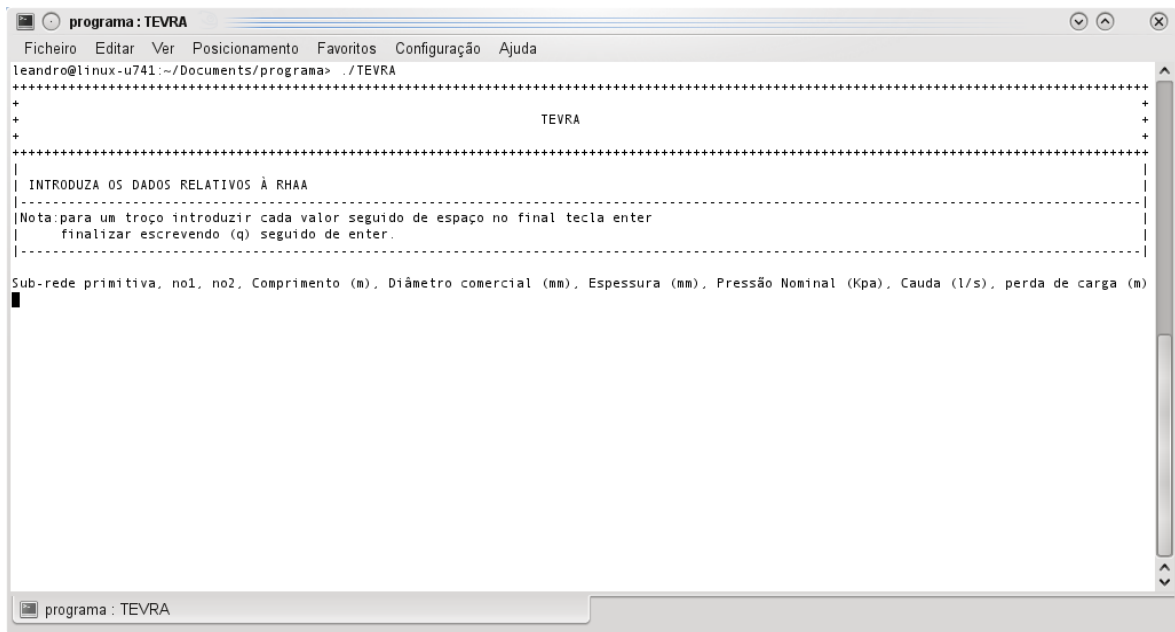 programa : TEVRA
Ficheiro Editar Ver Posicionamento Favoritos Configuração Ajuda
leandro@linux-u741:~/Documents/programa> ./TEVRA
++++++++++++++++++++++++++++++++++++++++++++++++++++++++++++++++++++++++++++++++++++++++++++++++++++++++++++++++++++++++++++++++++++++++++++++
+ +
+ TEVRA +
+ +
++++++++++++++++++++++++++++++++++++++++++++++++++++++++++++++++++++++++++++++++++++++++++++++++++++++++++++++++++++++++++++++++++++++++++++++
| |
| INTRODUZA OS DADOS RELATIVOS À RHAA |
|--------------------------------------------------------------------------------------------------------------------------------------------|
|Nota:para um troço introduzir cada valor seguido de espaço no final tecla enter |
| finalizar escrevendo (q) seguido de enter. |
|--------------------------------------------------------------------------------------------------------------------------------------------|
Sub-rede primitiva, no1, no2, Comprimento (m), Diâmetro comercial (mm), Espessura (mm), Pressão Nominal (Kpa), Cauda (l/s), perda de carga (m)
programa : TEVRA